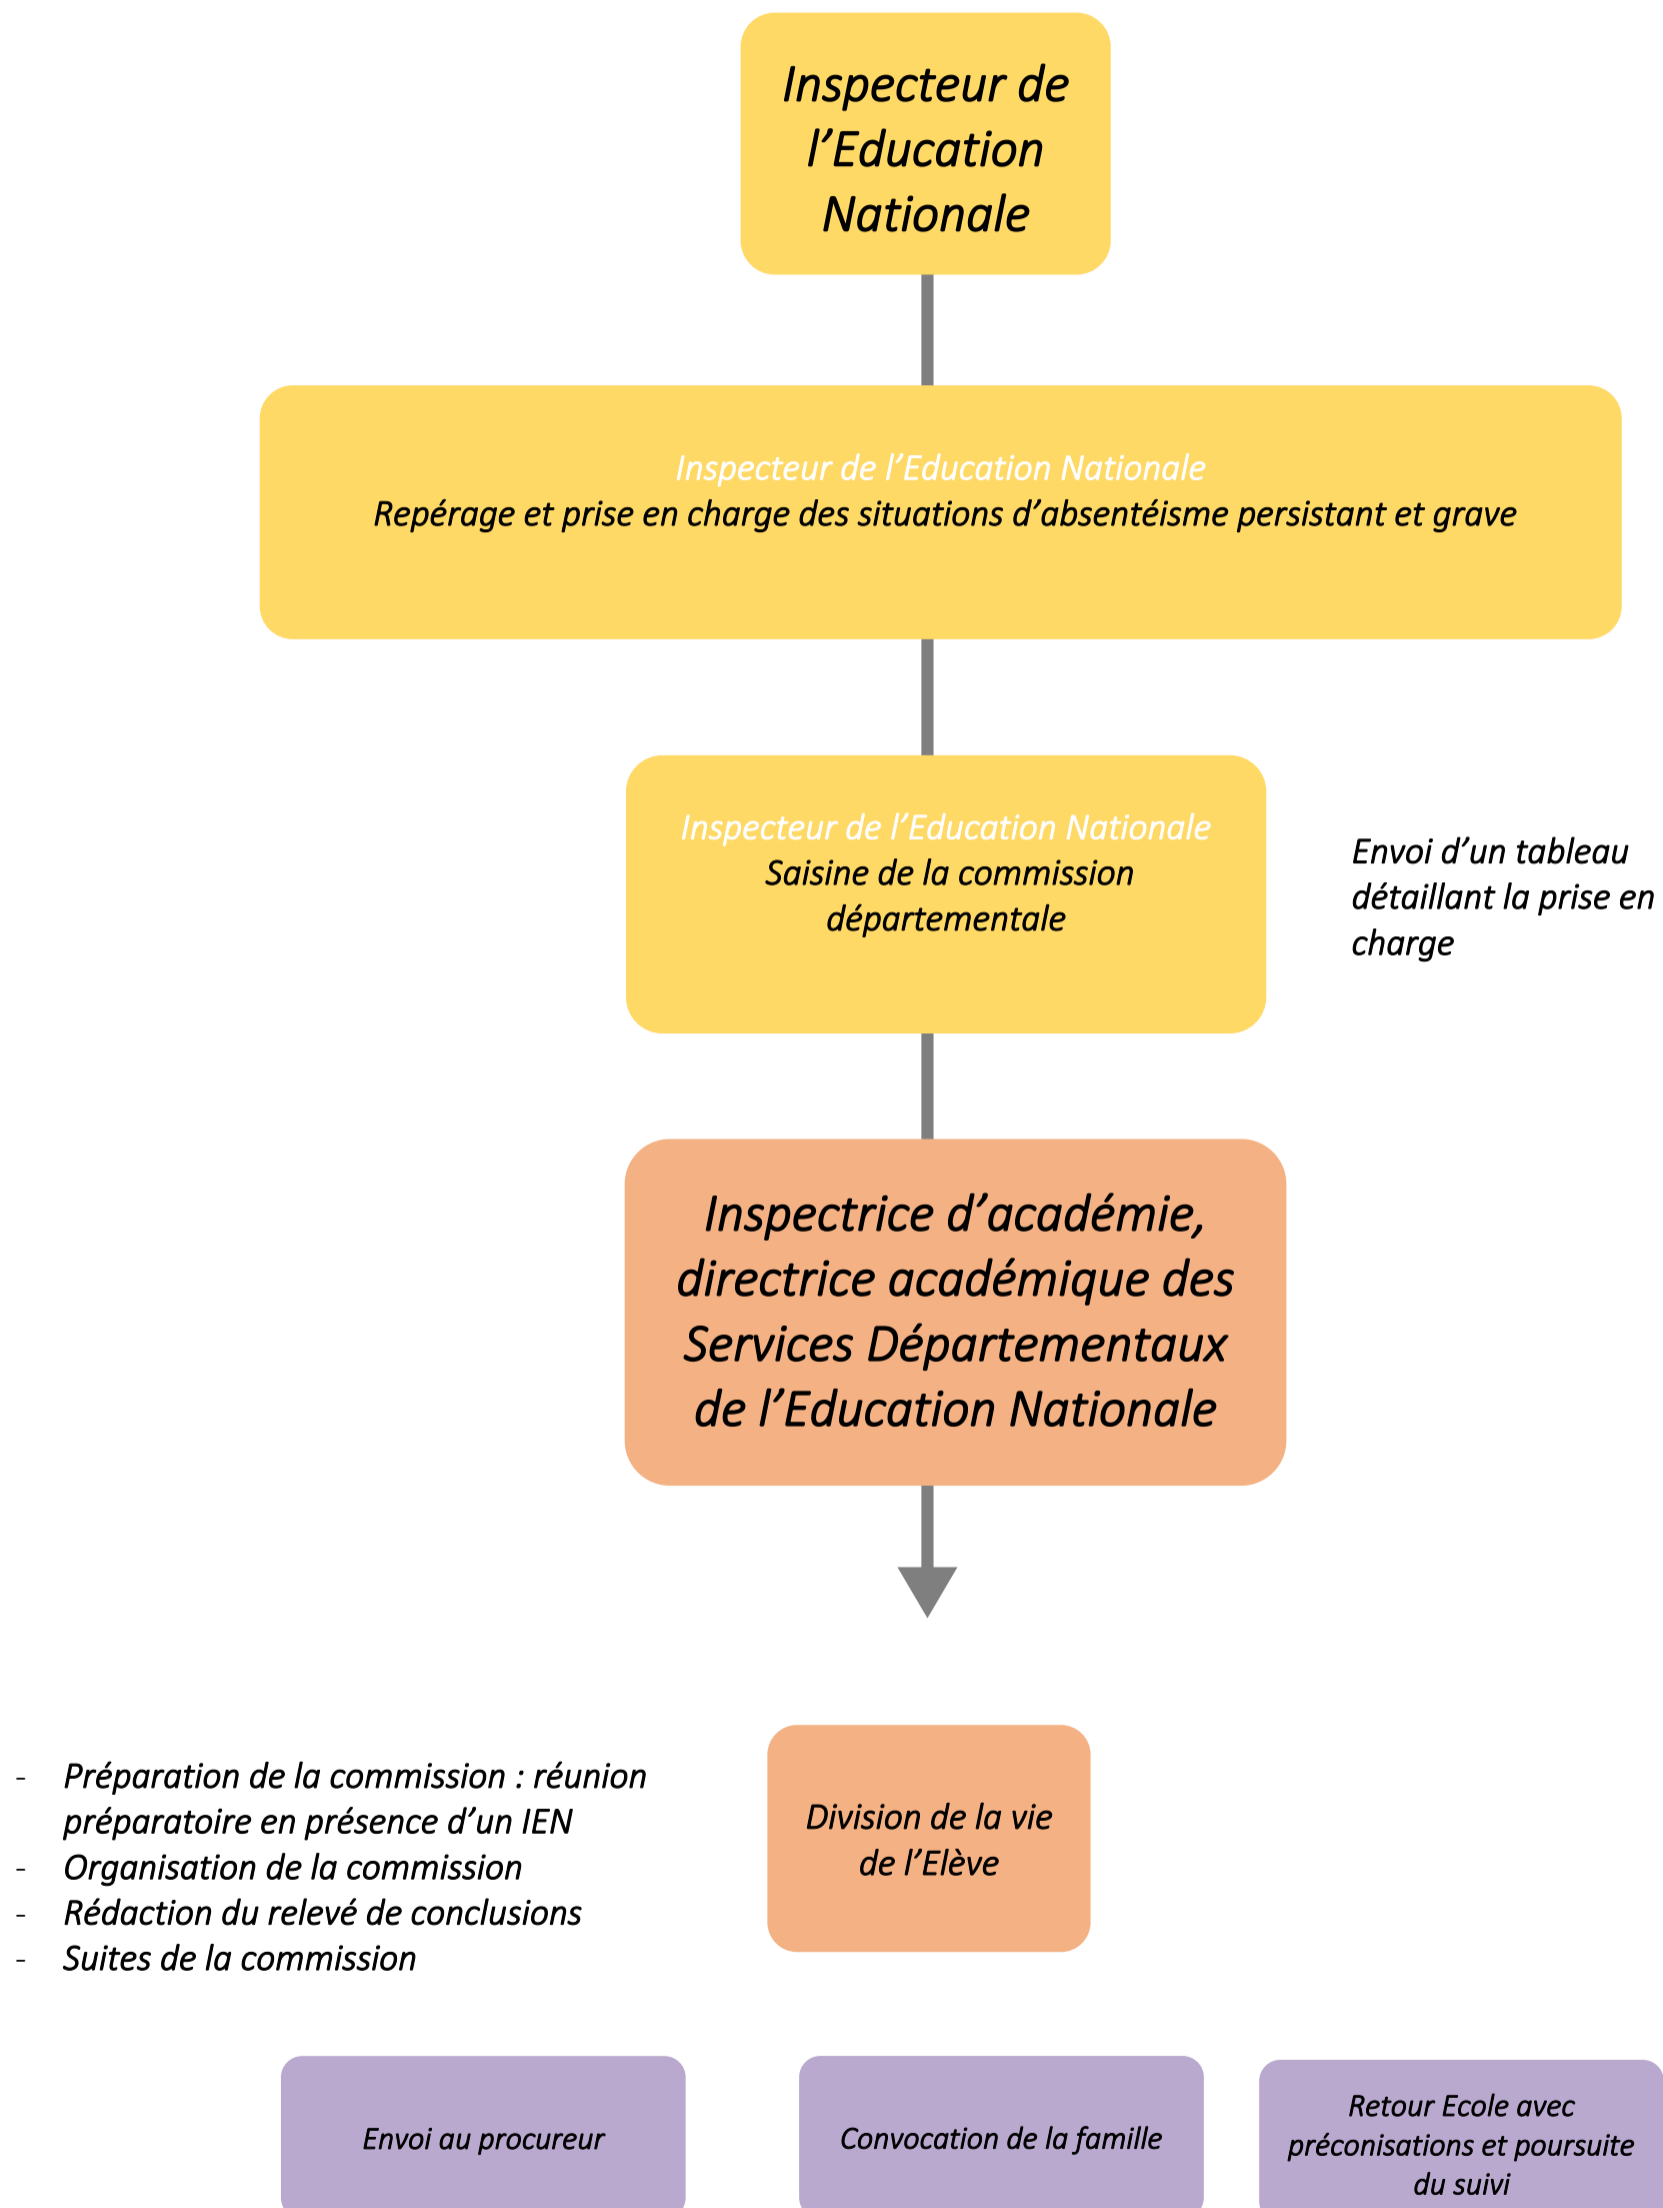 Inspecteur de
l’Education
Nationale
Inspecteur de l’Education Nationale
Repérage et prise en charge des situations d’absentéisme persistant et grave
Inspecteur de l’Education Nationale
Saisine de la commission
départementale
Envoi d’un tableau
détaillant la prise en
charge
Inspectrice d’académie,
directrice académique des
Services Départementaux
de l’Education Nationale
- Préparation de la commission : réunion
préparatoire en présence d’un IEN
- Organisation de la commission
- Rédaction du relevé de conclusions
- Suites de la commission
Division de la vie
de l’Elève
Envoi au procureur
Convocation de la famille
Retour Ecole avec
préconisations et poursuite
du suivi